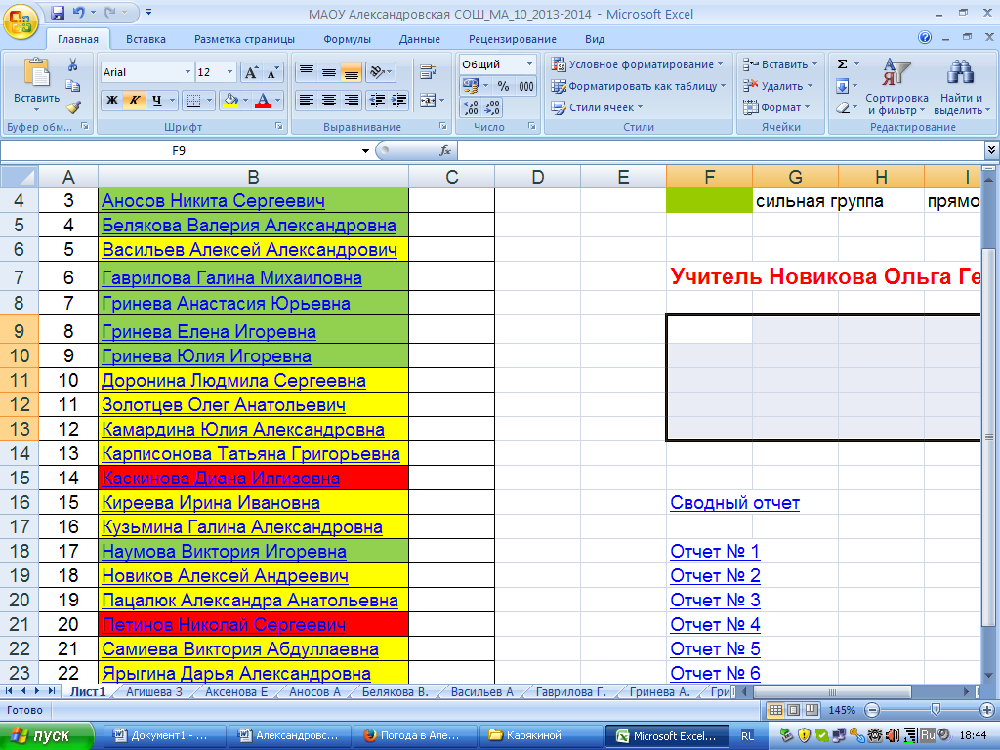 МАОУ Александровская СОШ_МА_10_2013-2014 - Microsoft Excel
Главная Вставка Разметка страницы Формулы Данные Рецензирование Вид
Вставить Arial 12 Общий Условное форматирование Вставить Сортировка и фильтр Найти и выделить
Ж К Ч % 000 Форматировать как таблицу Удалить
Стили ячеек Формат
Буфер обм... Шрифт Выравнивание Число Стили Ячейки Редактирование
F9 fx
A B C D E F G H I
4 3 Аносов Никита Сергеевич сильная группа прямо
5 4 Белякова Валерия Александровна
6 5 Васильев Алексей Александрович
7 6 Гаврилова Галина Михаиловна Учитель Новикова Ольга Ге
8 7 Гринева Анастасия Юрьевна
9 8 Гринева Елена Игоревна
10 9 Гринева Юлия Игоревна
11 10 Доронина Людмила Сергеевна
12 11 Золотцев Олег Анатольевич
13 12 Камардина Юлия Александровна
14 13 Карписонова Татьяна Григорьевна
15 14 Каскинова Диана Илгизовна
16 15 Киреева Ирина Ивановна Сводный отчет
17 16 Кузьмина Галина Александровна
18 17 Наумова Виктория Игоревна Отчет № 1
19 18 Новиков Алексей Андреевич Отчет № 2
20 19 Пацалюк Александра Анатольевна Отчет № 3
21 20 Петинов Николай Сергеевич Отчет № 4
22 21 Самиева Виктория Абдуллаевна Отчет № 5
23 22 Ярыгина Дарья Александровна Отчет № 6
Лист1 Агишева З Аксенова Е Аносов А Белякова В. Васильев А Гаврилова Г. Гринева А. Гри
Готово 145%
пуск Документ1 - ... Александровс... Погода в Але... Карякиной Microsoft Excel... RL Ru 18:44